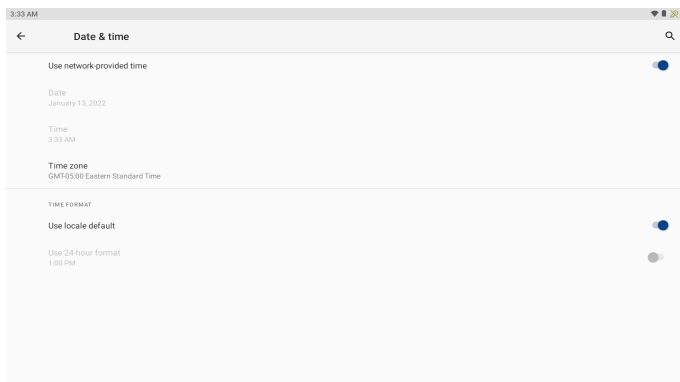 3:33 AM
Date & time
Use network-provided time
Date
January 13, 2022
Time
3:33 AM
Time zone
GMT-05:00 Eastern Standard Time
TIME FORMAT
Use locale default
Use 24-hour format
1:00 PM